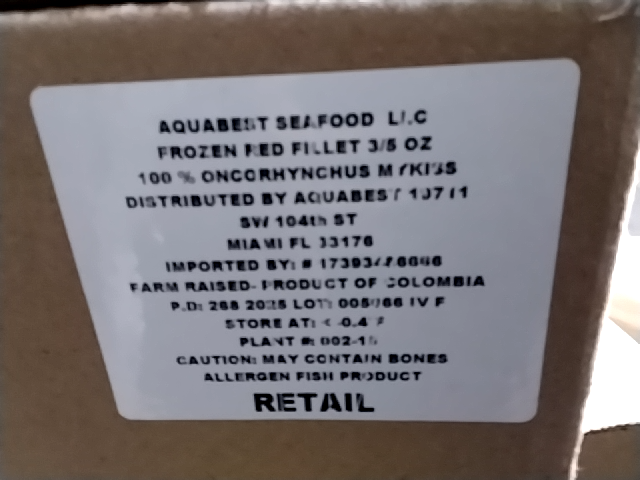 AQUABEST SEAFOOD LLC
FROZEN RED FILLET 3/5 OZ
100 % ONCORHYNCHUS MYKISS
DISTRIBUTED BY AQUABEST
SW 104th ST
MIAMI FL 33176
IMPORTED BY: #
FARM RAISED- PRODUCT OF COLOMBIA
P.D: 268 2025 LOT: IV F
STORE AT: <
PLANT #:
CAUTION: MAY CONTAIN BONES
ALLERGEN FISH PRODUCT
RETAIL